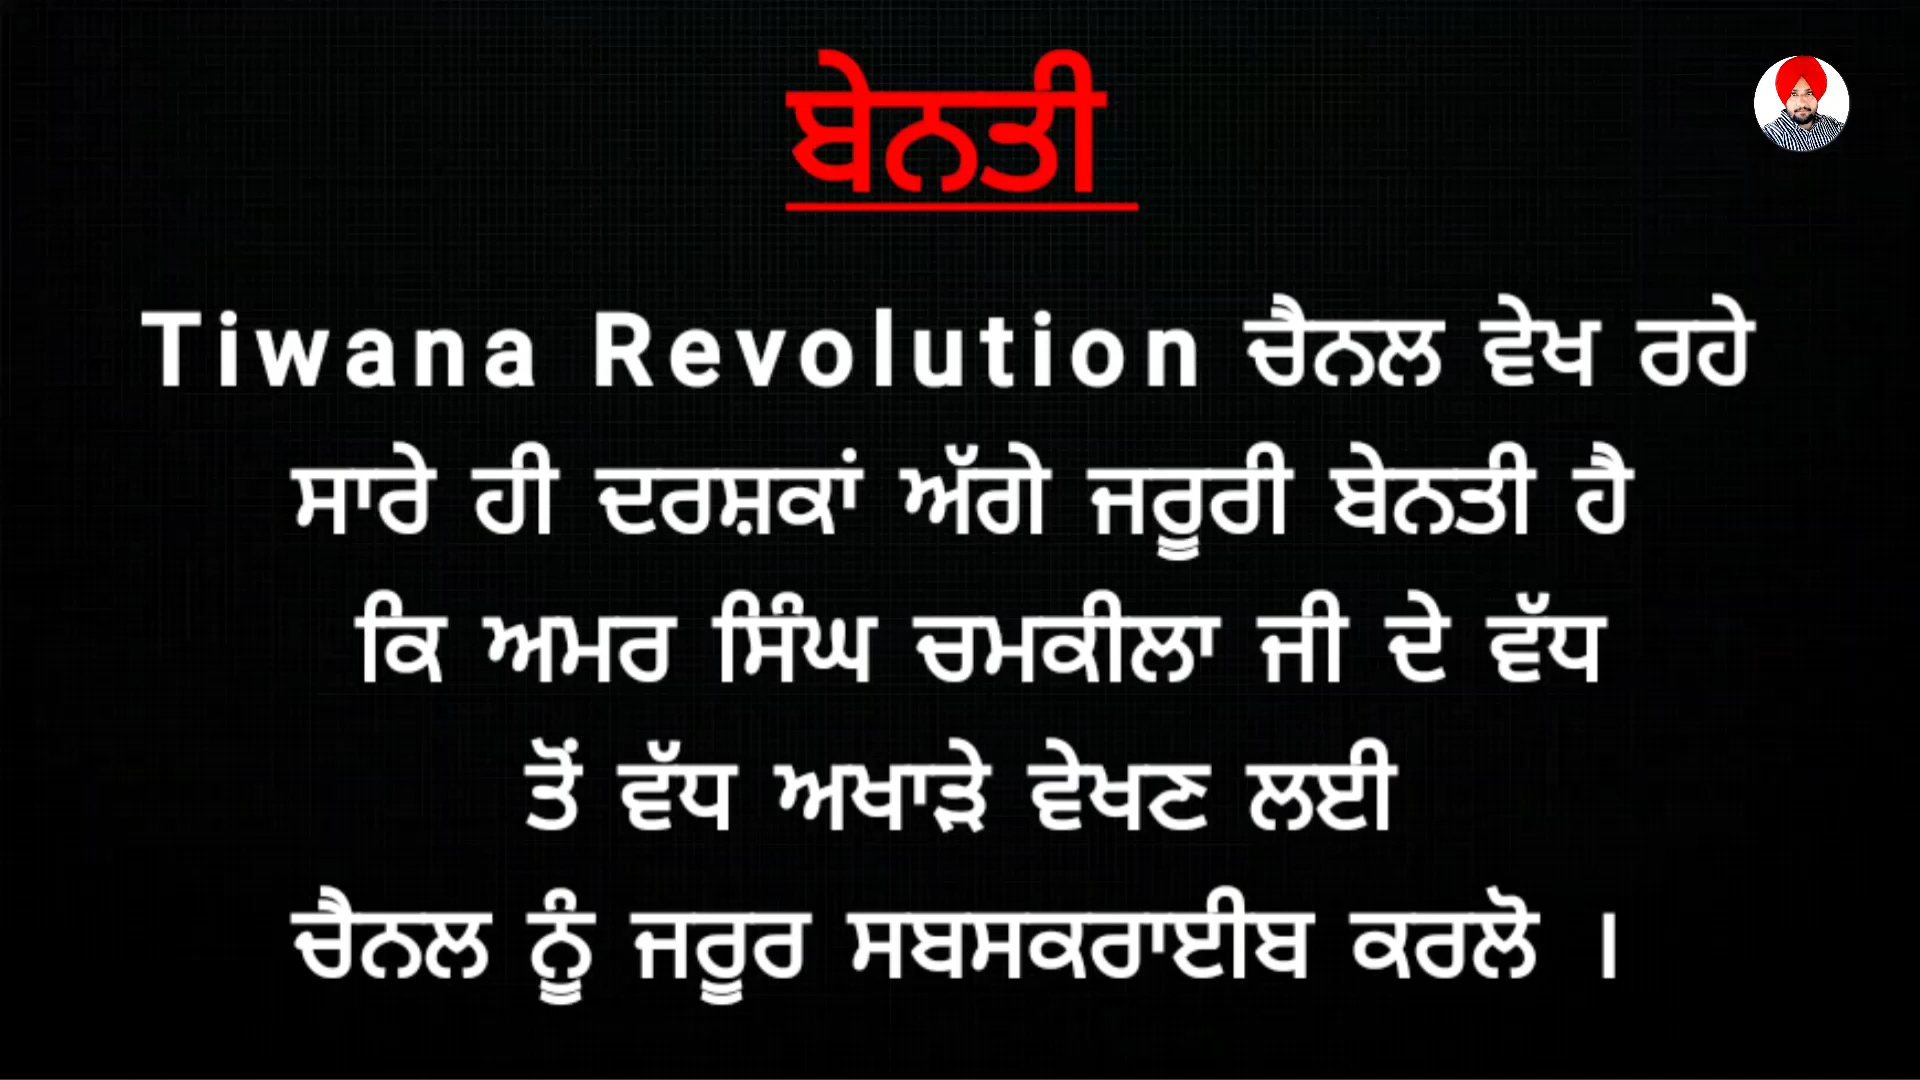 ਬੇਨਤੀ
Tiwana Revolution ਚੈਨਲ ਵੇਖ ਰਹੇ
ਸਾਰੇ ਹੀ ਦਰਸ਼ਕਾਂ ਅੱਗੇ ਜਰੂਰੀ ਬੇਨਤੀ ਹੈ
ਕਿ ਅਮਰ ਸਿੰਘ ਚਮਕੀਲਾ ਜੀ ਦੇ ਵੱਧ
ਤੋਂ ਵੱਧ ਅਖਾੜੇ ਵੇਖਣ ਲਈ
ਚੈਨਲ ਨੂੰ ਜਰੂਰ ਸਬਸਕਰਾਈਬ ਕਰਲੋ ।